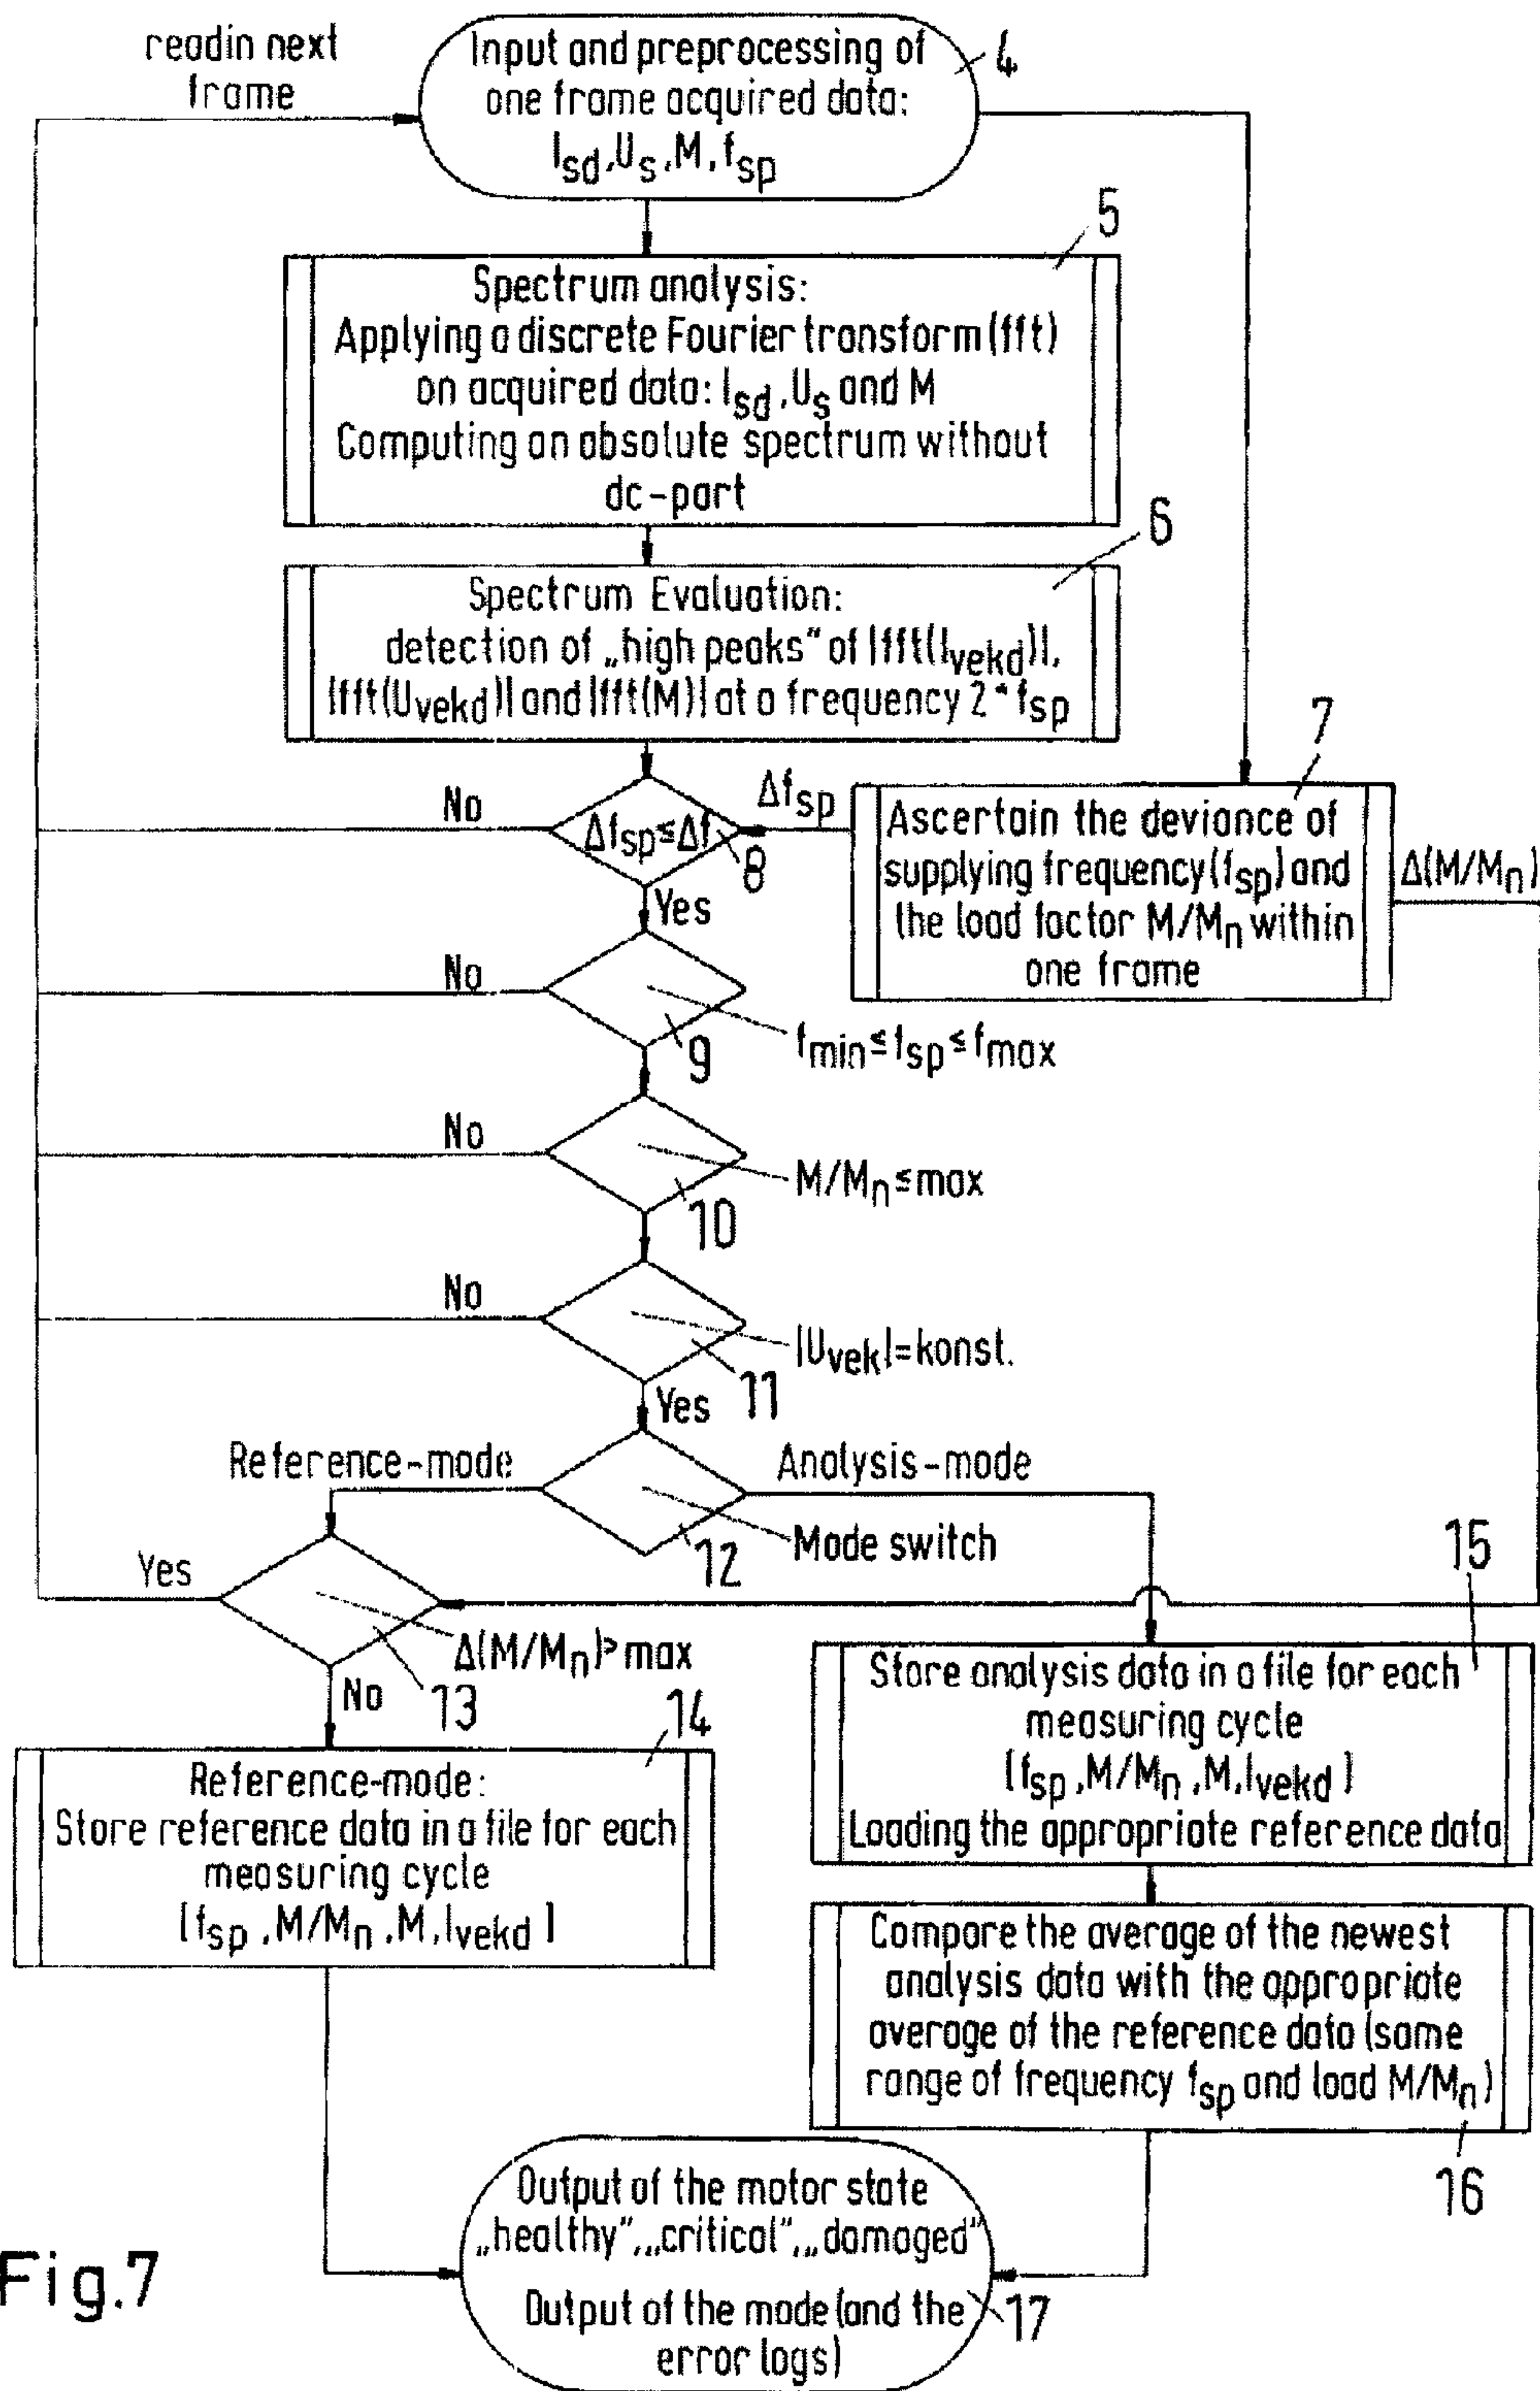 readin next
frame
Input and preprocessing of
one frame acquired data:
Isd, Us, M, fsp
4
5
Spectrum analysis:
Applying a discrete Fourier transform (fft)
on acquired data: Isd, Us and M
Computing an absolute spectrum without
dc-part
6
Spectrum Evaluation:
detection of „high peaks" of |fft(Ivekd)|,
|fft(Uvekd)| and |fft(M)| at a frequency 2 * fsp
7
Ascertain the deviance of
supplying frequency (fsp) and
the load factor M/Mn within
one frame
Δfsp
Δ(M/Mn)
No
Δfsp ≤ Δf
8
Yes
No
9
fmin ≤ fsp ≤ fmax
No
10
M/Mn ≤ max
No
11
|Uvek| = konst.
Yes
Reference-mode
Analysis-mode
12
Mode switch
Yes
13
Δ(M/Mn) > max
No
14
Reference-mode:
Store reference data in a file for each
measuring cycle
[fsp, M/Mn, M, Ivekd]
15
Store analysis data in a file for each
measuring cycle
[fsp, M/Mn, M, Ivekd]
Loading the appropriate reference data
Compare the average of the newest
analysis data with the appropriate
average of the reference data (same
range of frequency fsp and load M/Mn)
16
Output of the motor state
„healthy", „critical", „damaged"
Output of the mode (and the
error logs)
17
Fig.7